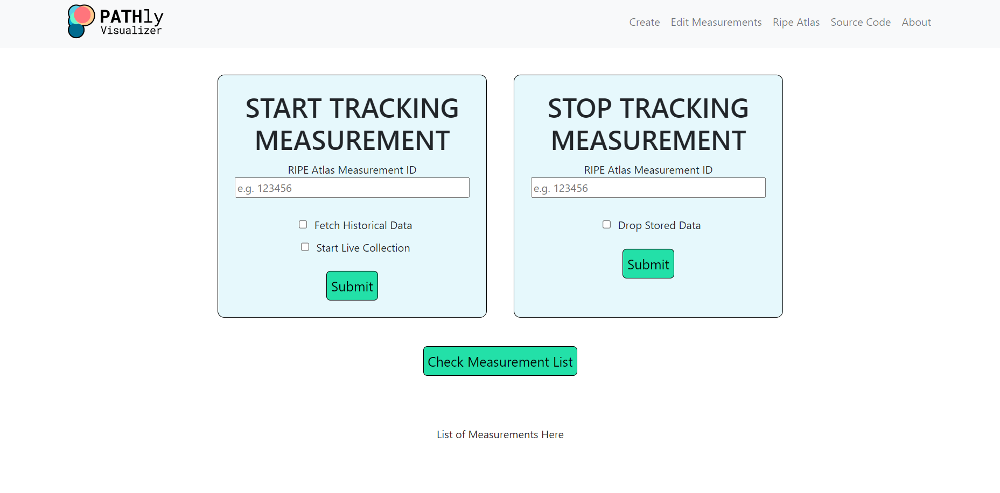 PATHly
Visualizer
Create Edit Measurements Ripe Atlas Source Code About
START TRACKING
MEASUREMENT
RIPE Atlas Measurement ID
e.g. 123456
Fetch Historical Data
Start Live Collection
Submit
STOP TRACKING
MEASUREMENT
RIPE Atlas Measurement ID
e.g. 123456
Drop Stored Data
Submit
Check Measurement List
List of Measurements Here